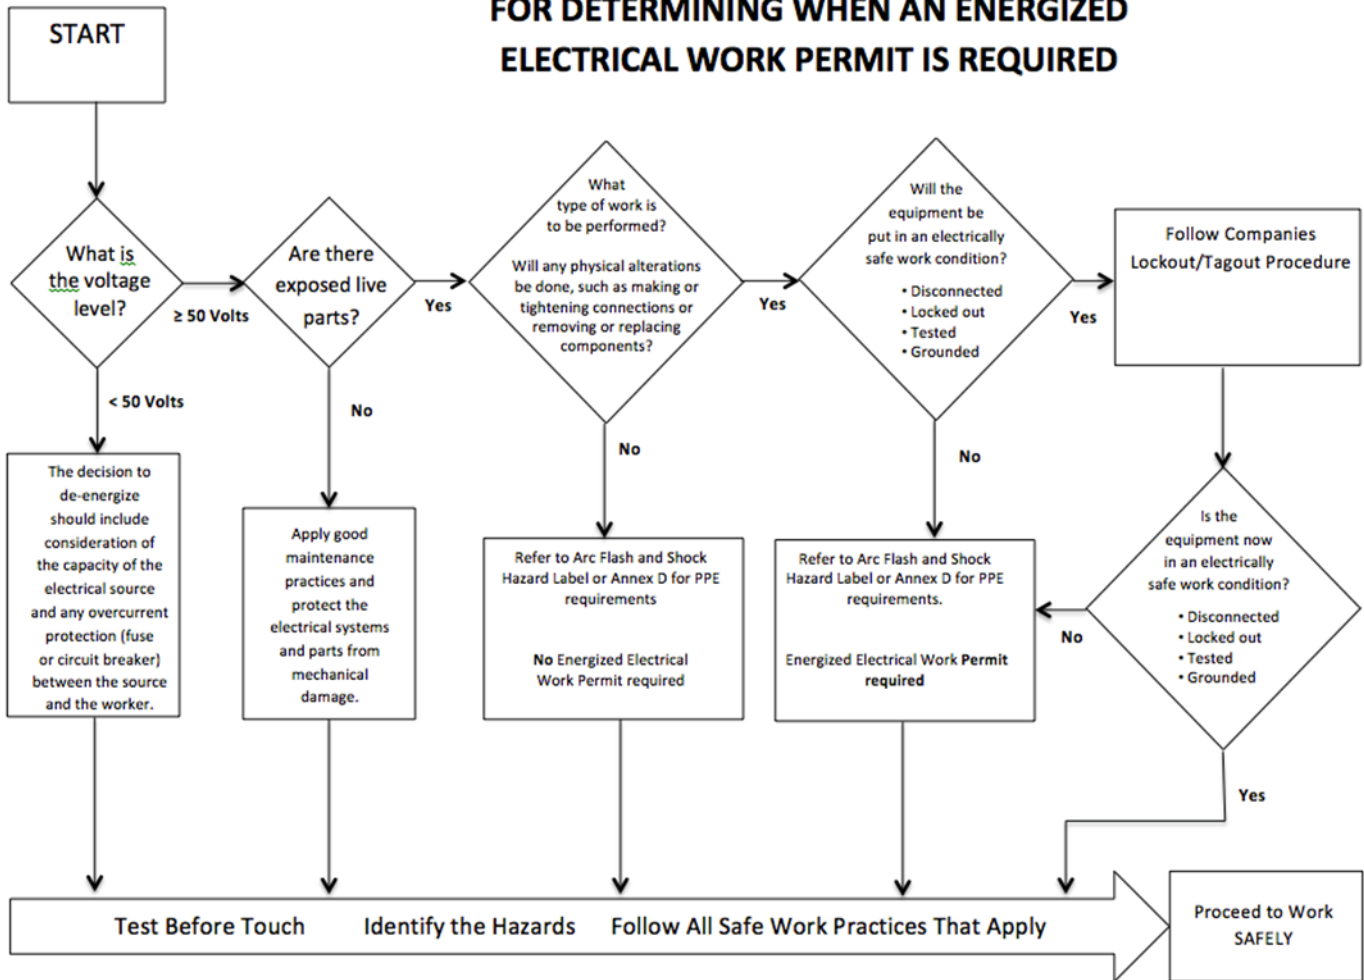 FOR DETERMINING WHEN AN ENERGIZED
ELECTRICAL WORK PERMIT IS REQUIRED
START
What is
the voltage
level?
≥ 50 Volts
< 50 Volts
Are there
exposed live
parts?
Yes
No
What
type of work is
to be performed?
Will any physical alterations
be done, such as making or
tightening connections or
removing or replacing
components?
Yes
No
Will the
equipment be
put in an electrically
safe work condition?
• Disconnected
• Locked out
• Tested
• Grounded
Yes
No
Follow Companies
Lockout/Tagout Procedure
The decision to
de-energize
should include
consideration of
the capacity of the
electrical source
and any overcurrent
protection (fuse
or circuit breaker)
between the source
and the worker.
Apply good
maintenance
practices and
protect the
electrical systems
and parts from
mechanical
damage.
Refer to Arc Flash and Shock
Hazard Label or Annex D for PPE
requirements
No Energized Electrical
Work Permit required
Refer to Arc Flash and Shock
Hazard Label or Annex D for PPE
requirements.
Energized Electrical Work Permit
required
Is the
equipment now
in an electrically
safe work condition?
• Disconnected
• Locked out
• Tested
• Grounded
No
Yes
Test Before Touch Identify the Hazards Follow All Safe Work Practices That Apply
Proceed to Work
SAFELY